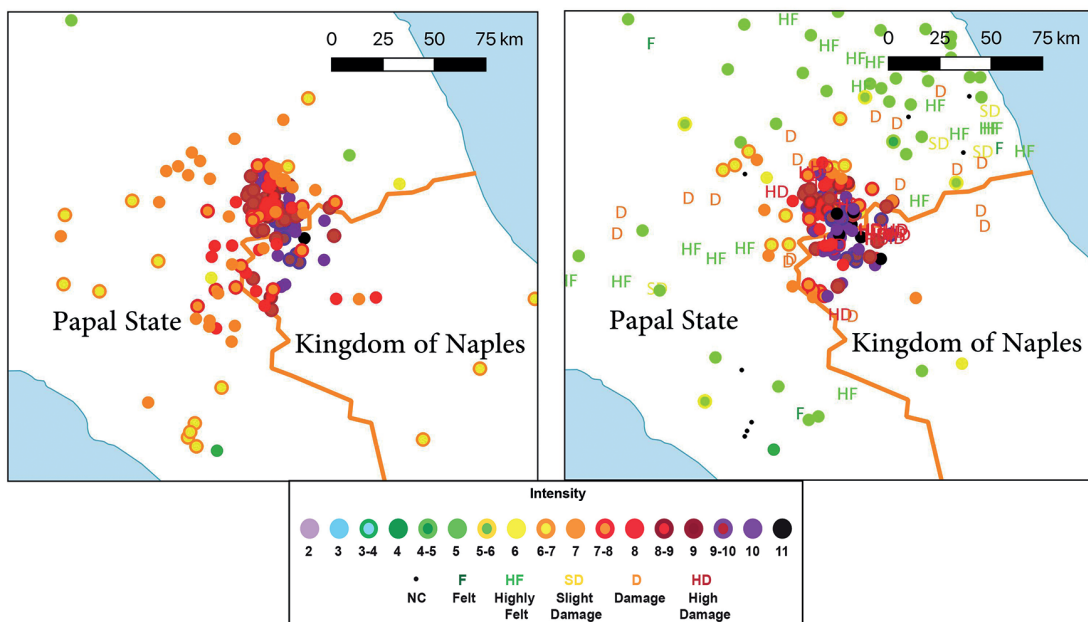 0 25 50 75 km
Papal State
Kingdom of Naples
0 25 50 75 km
HF
F
HF
HF
HF
HF
D
HF
SD
D
D
HF
HF
HF
D
SD
SD
F
HF
D
D
D
HD
D
D
D
HF
D
D
D
D
HD
HD
HF
HF
HF
D
D
HF
HF
SD
HD
D
Papal State
Kingdom of Naples
HF
F
Intensity
2 3 3-4 4 4-5 5 5-6 6 6-7 7 7-8 8 8-9 9 9-10 10 11
NC Felt Highly Felt Slight Damage Damage High Damage
F HF SD D HD